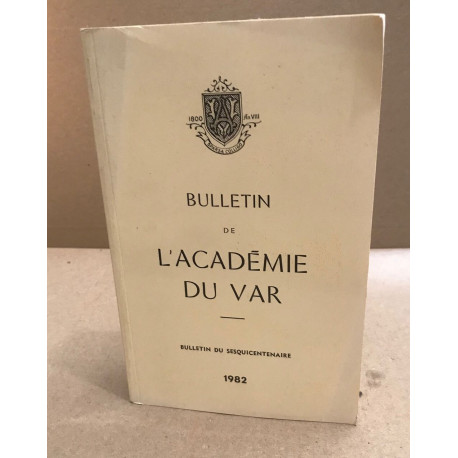 1800 An VIII
BULLETIN
DE
L'ACADÉMIE
DU VAR
BULLETIN DU SESQUICENTENAIRE
1982